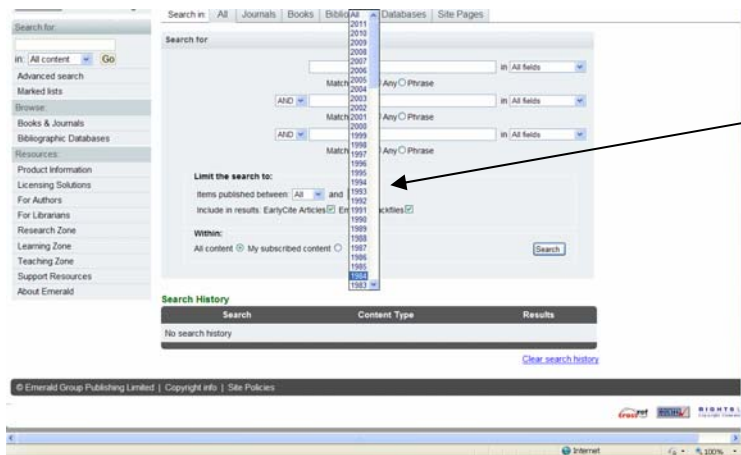 Search in: All Journals Books Biblio Databases Site Pages
Search for:
in: All content Go
Advanced search
Marked lists
Browse:
Books & Journals
Bibliographic Databases
Resources:
Product Information
Licensing Solutions
For Authors
For Librarians
Research Zone
Learning Zone
Teaching Zone
Support Resources
About Emerald
Search for
in All fields
Match Any Phrase
AND in All fields
Match Any Phrase
AND in All fields
Match Any Phrase
Limit the search to:
Items published between: All and
Include in results: EarlyCite Articles Em ckfiles
Within:
All content My subscribed content
Search
All
2011
2010
2009
2008
2007
2006
2005
2004
2003
2002
2001
2000
1999
1998
1997
1996
1995
1994
1993
1992
1991
1990
1989
1988
1987
1986
1985
1984
1983
Search History
Search Content Type Results
No search history
Clear search history
© Emerald Group Publishing Limited | Copyright info | Site Policies
Internet 100%